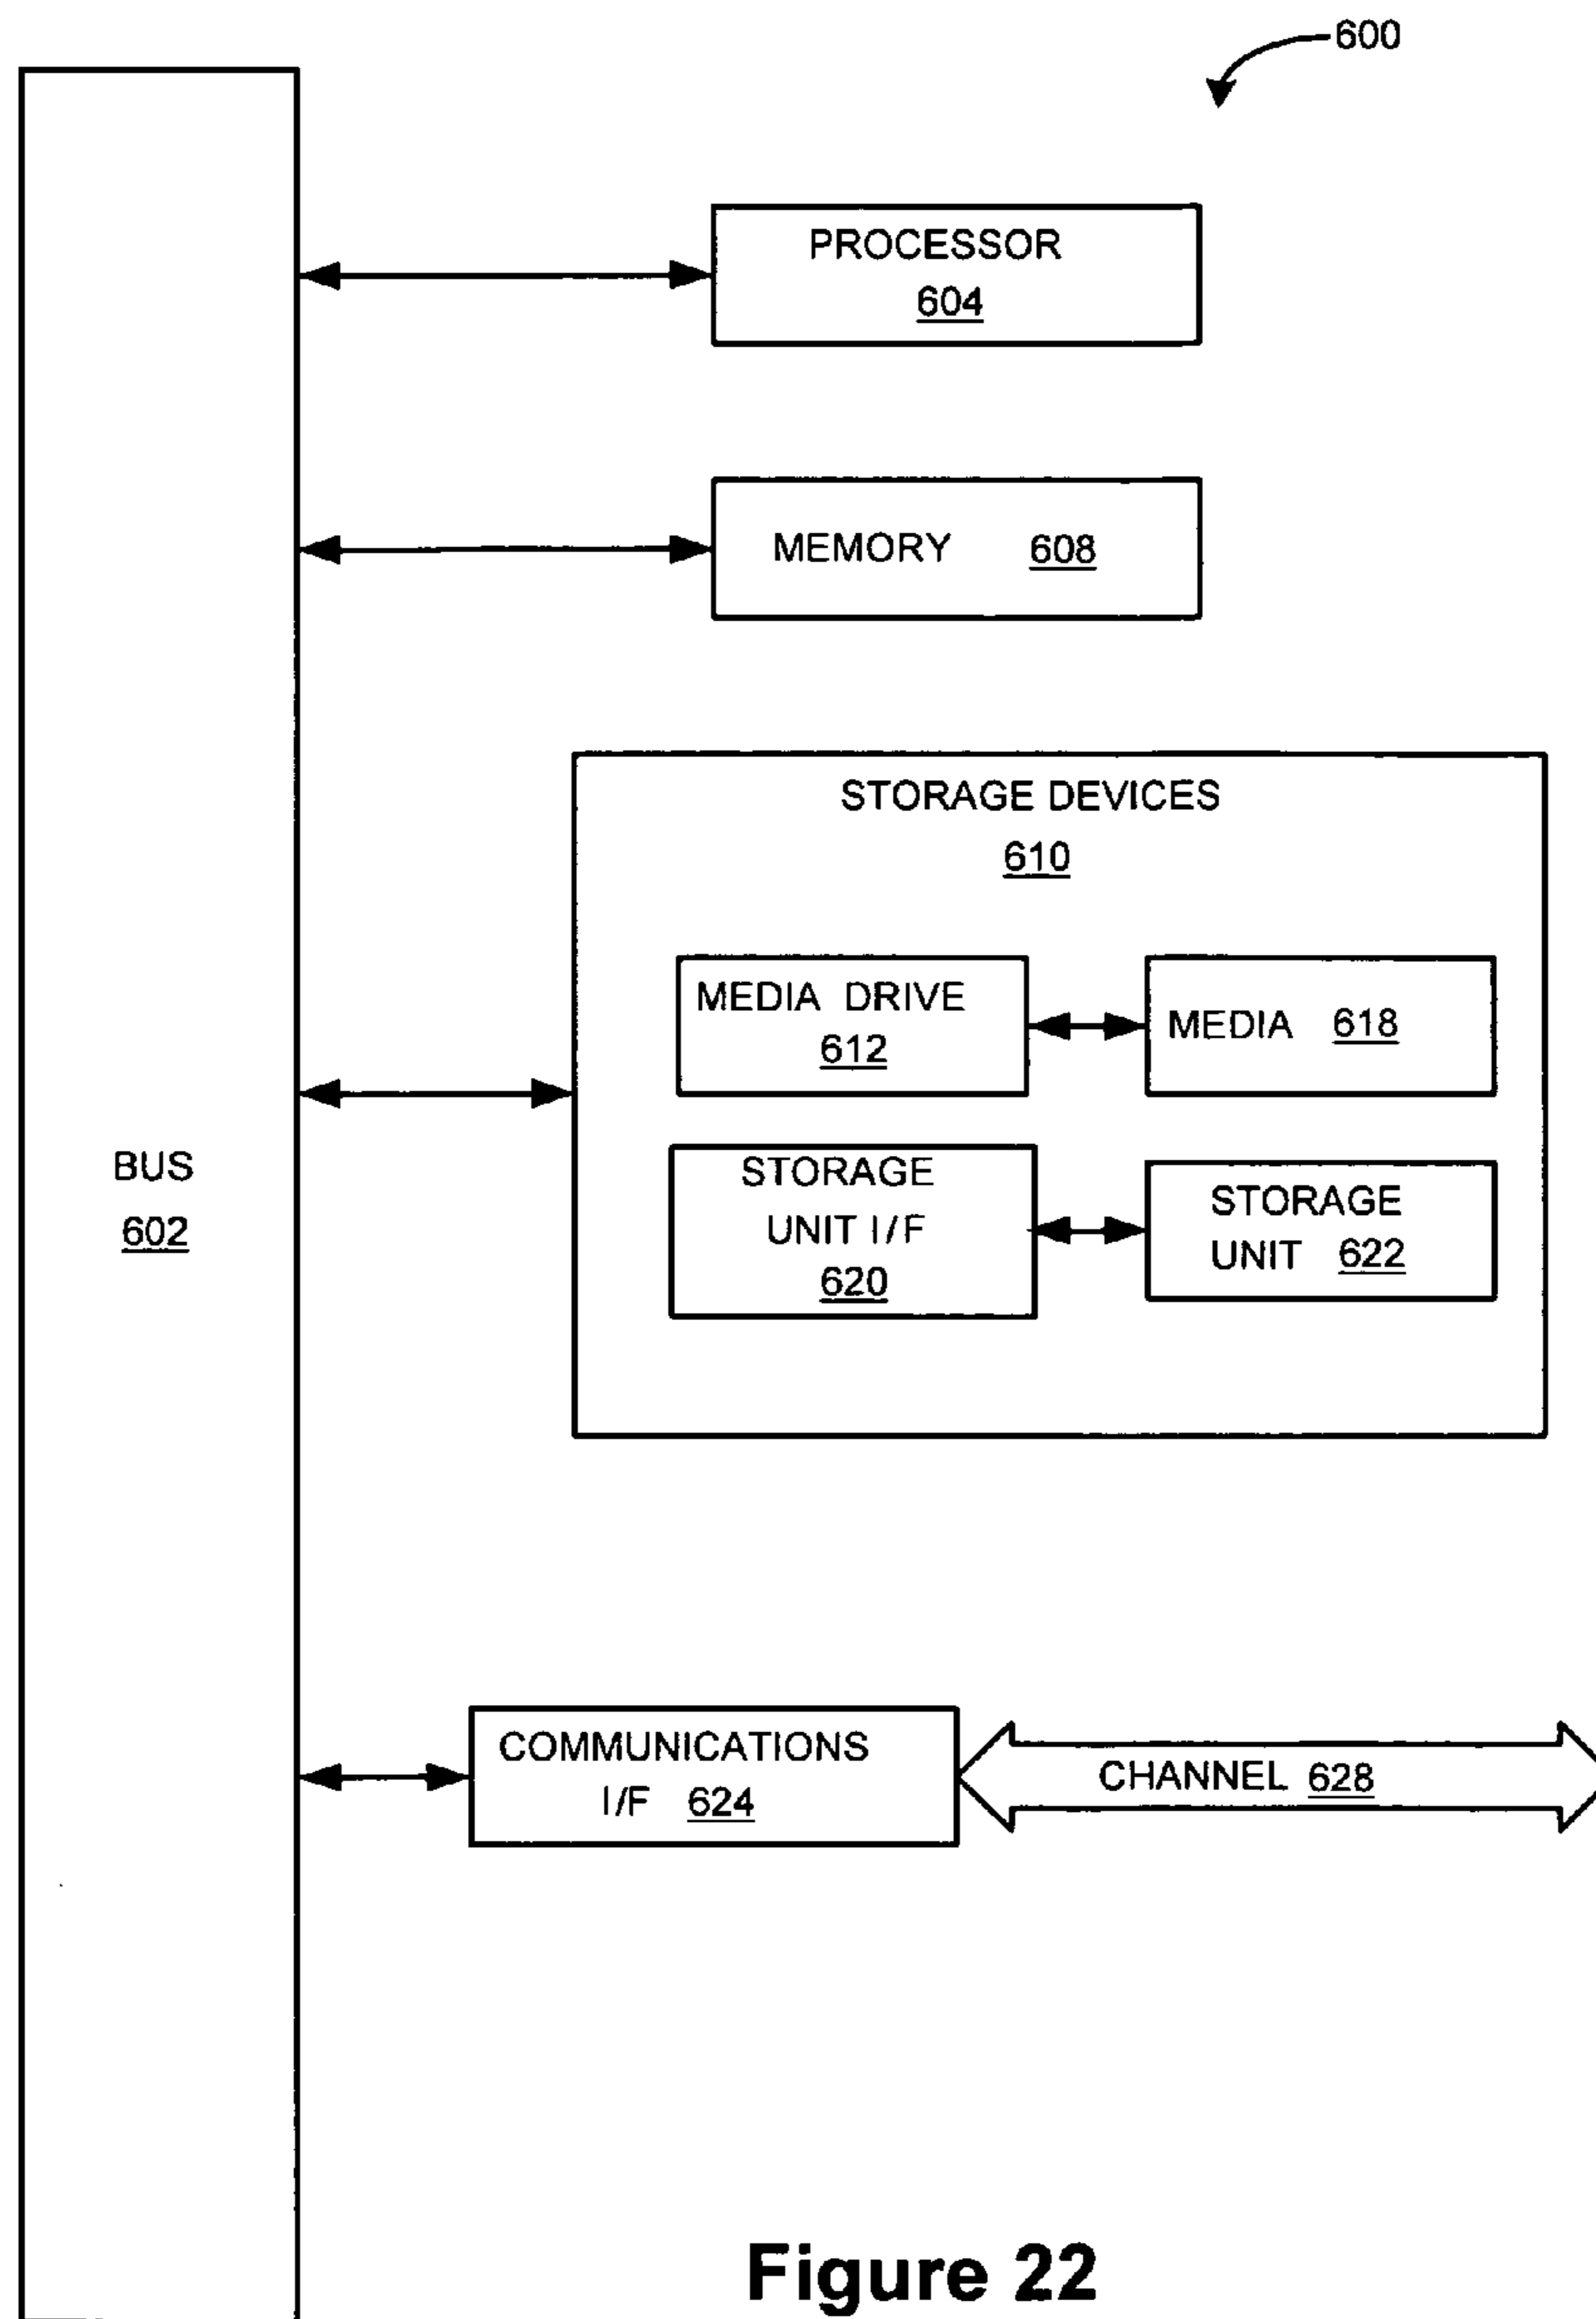 600
PROCESSOR
604
MEMORY 608
STORAGE DEVICES
610
MEDIA DRIVE
612
MEDIA 618
STORAGE
UNIT I/F
620
STORAGE
UNIT 622
BUS
602
COMMUNICATIONS
I/F 624
CHANNEL 628
Figure 22